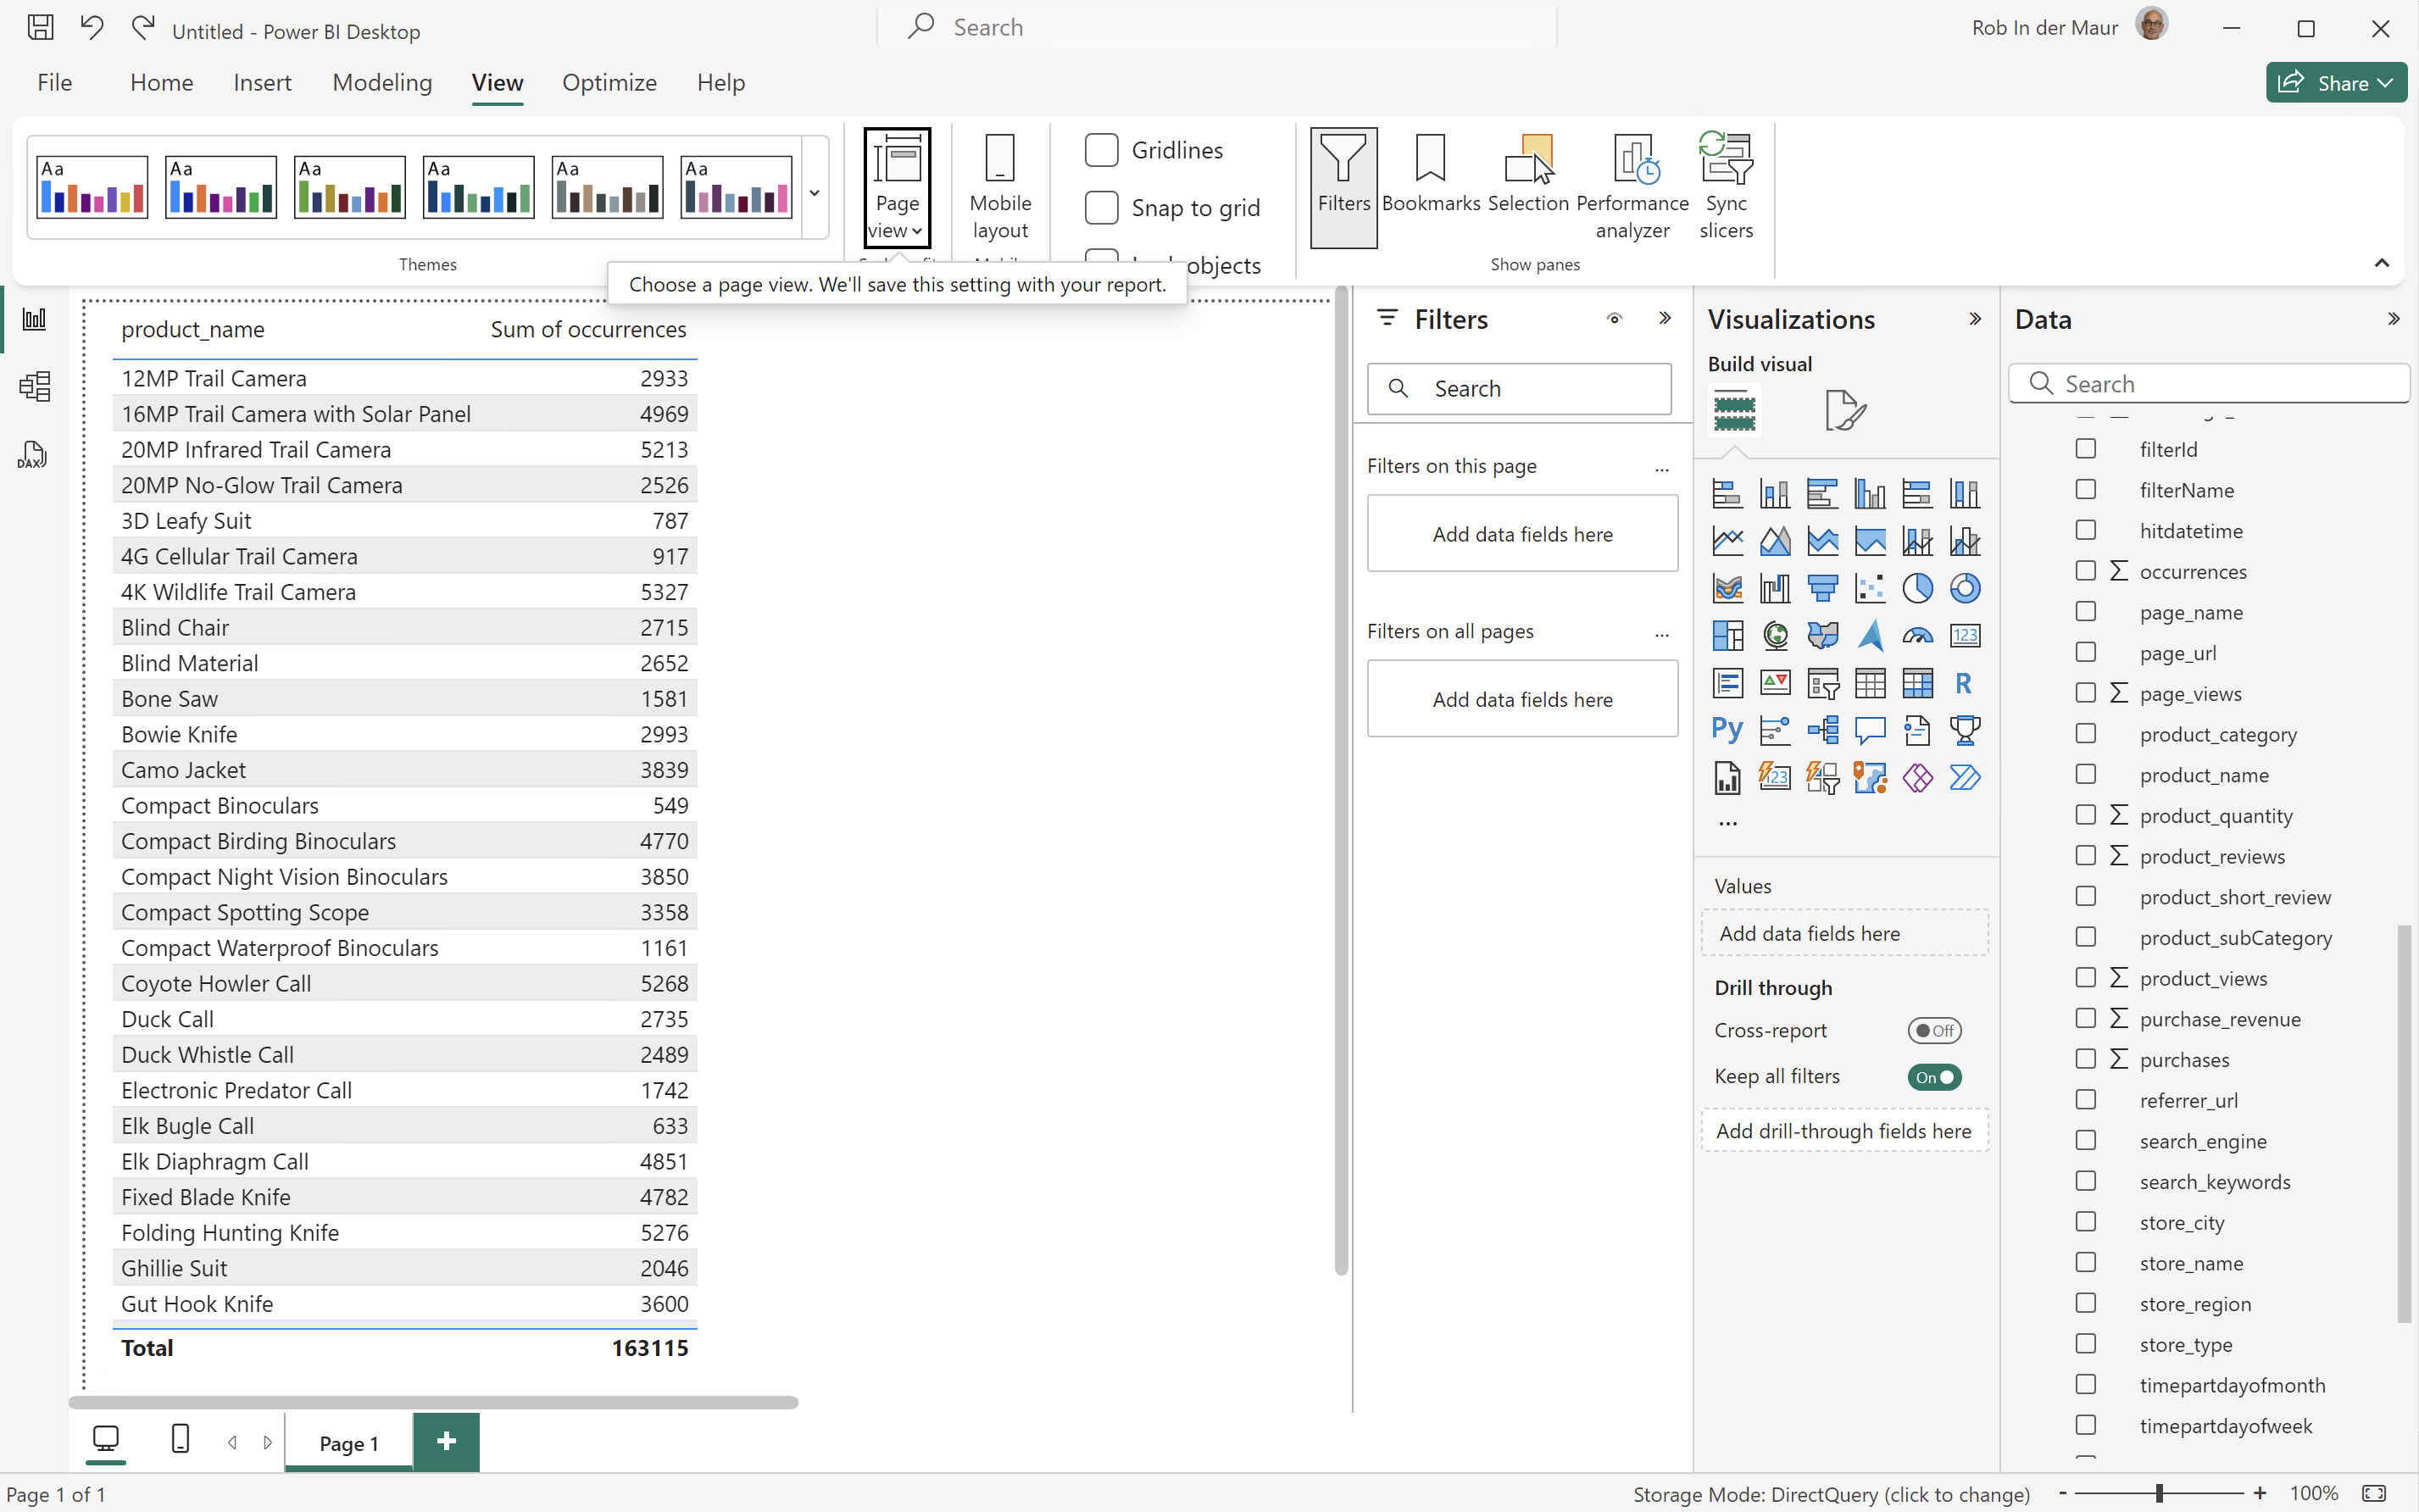 Untitled - Power BI Desktop
Search
Rob In der Maur
File
Home
Insert
Modeling
View
Optimize
Help
Share
Aa
Aa
Aa
Aa
Aa
Aa
Themes
Page
view
Mobile
layout
Gridlines
Snap to grid
objects
Filters
Bookmarks
Selection
Performance
analyzer
Sync
slicers
Show panes
Choose a page view. We'll save this setting with your report.
product_name Sum of occurrences
12MP Trail Camera 2933
16MP Trail Camera with Solar Panel 4969
20MP Infrared Trail Camera 5213
20MP No-Glow Trail Camera 2526
3D Leafy Suit 787
4G Cellular Trail Camera 917
4K Wildlife Trail Camera 5327
Blind Chair 2715
Blind Material 2652
Bone Saw 1581
Bowie Knife 2993
Camo Jacket 3839
Compact Binoculars 549
Compact Birding Binoculars 4770
Compact Night Vision Binoculars 3850
Compact Spotting Scope 3358
Compact Waterproof Binoculars 1161
Coyote Howler Call 5268
Duck Call 2735
Duck Whistle Call 2489
Electronic Predator Call 1742
Elk Bugle Call 633
Elk Diaphragm Call 4851
Fixed Blade Knife 4782
Folding Hunting Knife 5276
Ghillie Suit 2046
Gut Hook Knife 3600
Total 163115
Filters
Search
Filters on this page
...
Add data fields here
Filters on all pages
...
Add data fields here
Visualizations
Build visual
123
R
Py
123
...
Values
Add data fields here
Drill through
Cross-report
Off
Keep all filters
On
Add drill-through fields here
Data
Search
filterId
filterName
hitdatetime
∑ occurrences
page_name
page_url
∑ page_views
product_category
product_name
∑ product_quantity
∑ product_reviews
product_short_review
product_subCategory
∑ product_views
∑ purchase_revenue
∑ purchases
referrer_url
search_engine
search_keywords
store_city
store_name
store_region
store_type
timepartdayofmonth
timepartdayofweek
DAX
Page 1
+
Page 1 of 1
Storage Mode: DirectQuery (click to change)
- + 100%